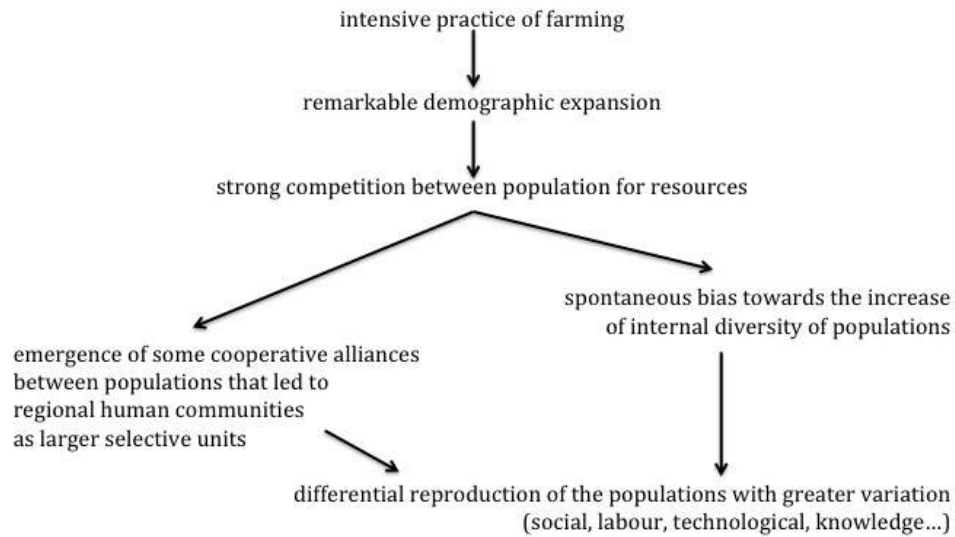 intensive practice of farming
remarkable demographic expansion
strong competition between population for resources
spontaneous bias towards the increase
of internal diversity of populations
emergence of some cooperative alliances
between populations that led to
regional human communities
as larger selective units
differential reproduction of the populations with greater variation
(social, labour, technological, knowledge...)